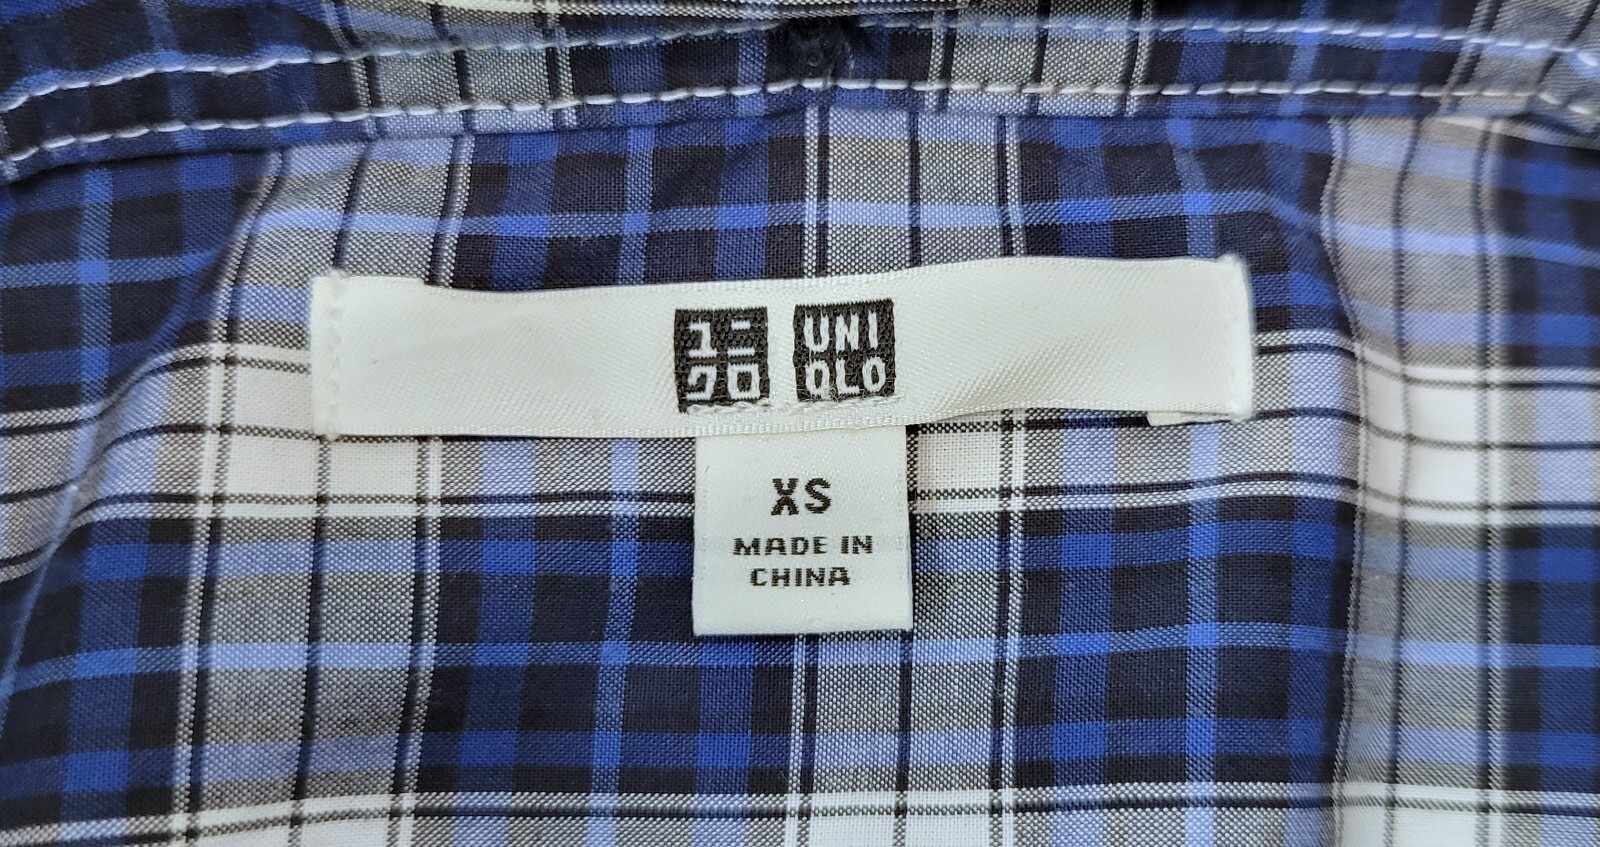 ユニ
クロ
UNI
QLO
XS
MADE IN
CHINA